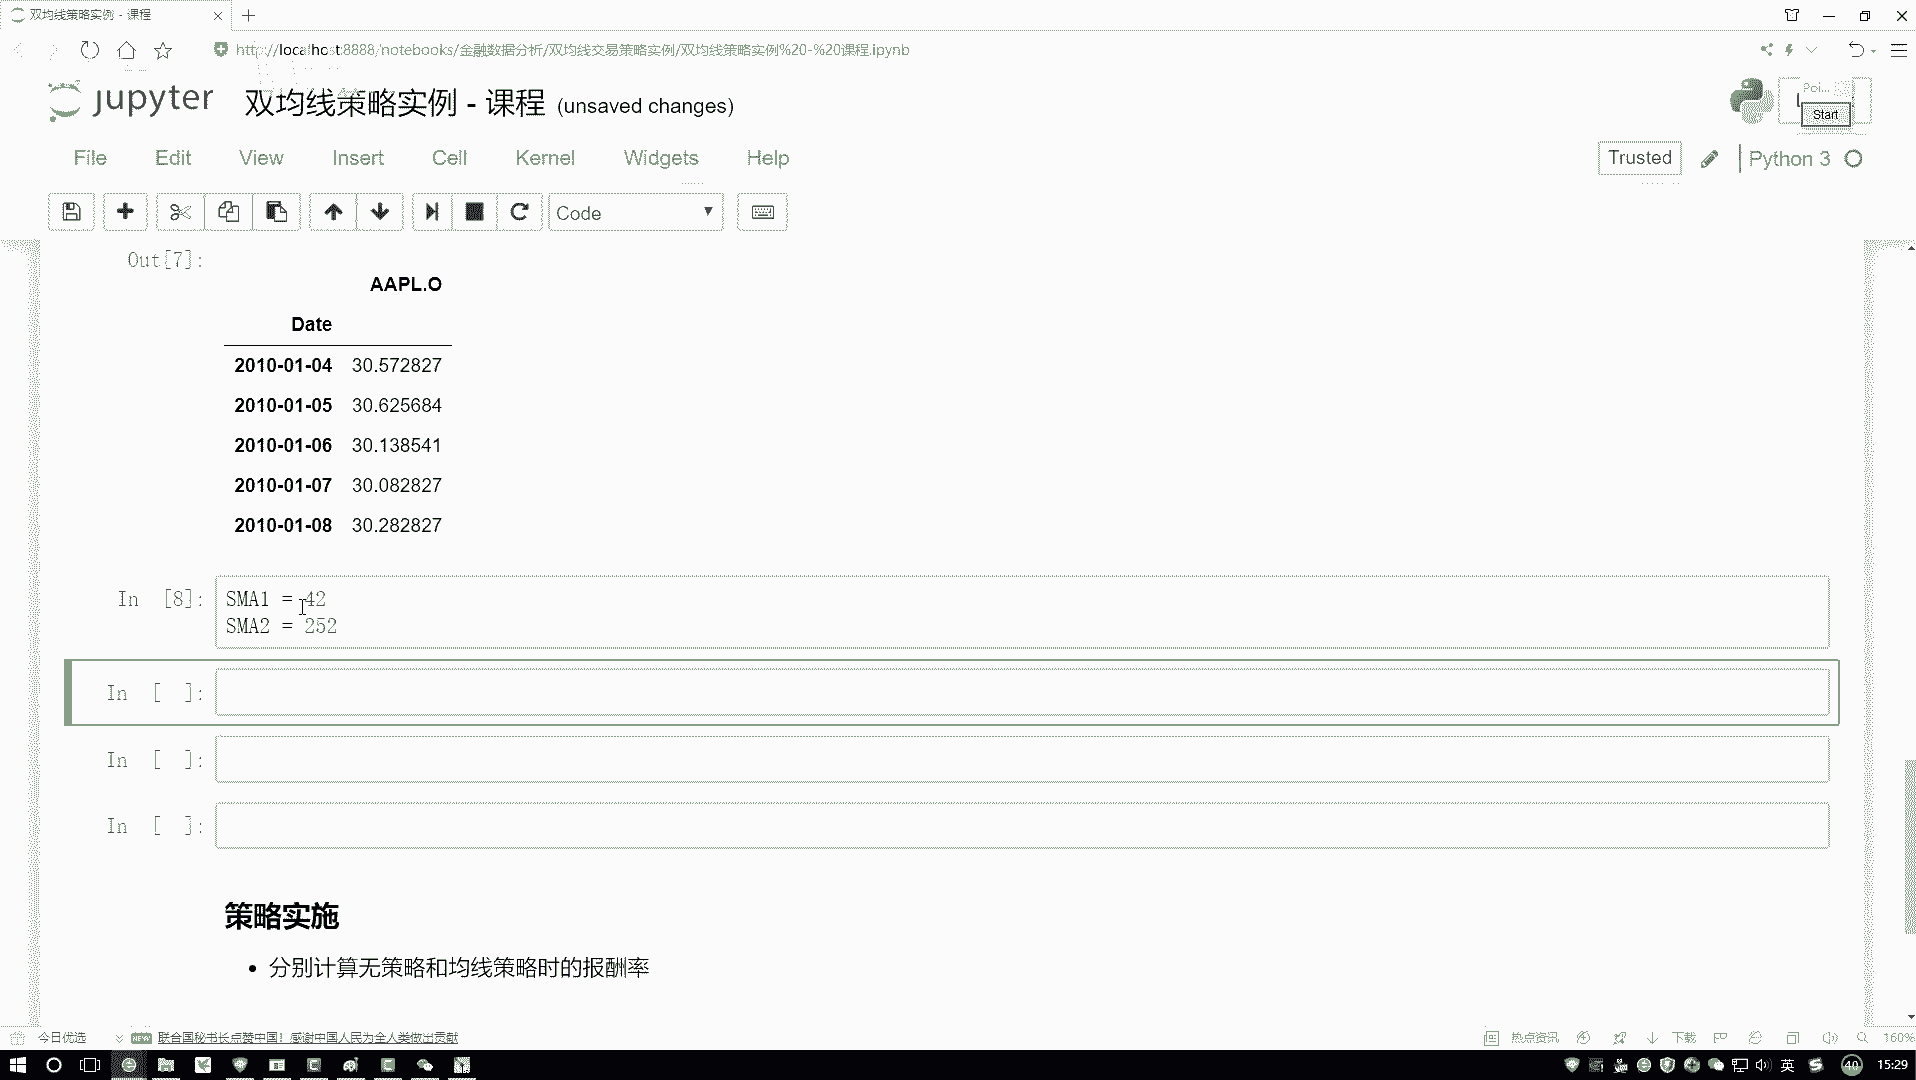 双均线策略实例 - 课程
http://localhost:8888/notebooks/金融数据分析/双均线交易策略实例/双均线策略实例%20-%20课程.ipynb
jupyter 双均线策略实例 - 课程 (unsaved changes)
Poi...
Start
File Edit View Insert Cell Kernel Widgets Help
Trusted Python 3
Code
Out[7]:
AAPL.O
Date
2010-01-04 30.572827
2010-01-05 30.625684
2010-01-06 30.138541
2010-01-07 30.082827
2010-01-08 30.282827
In [8]: SMA1 = 42
SMA2 = 252
In [ ]:
In [ ]:
In [ ]:
策略实施
• 分别计算无策略和均线策略时的报酬率
今日优选 NEW 联合国秘书长点赞中国！感谢中国人民为全人类做出贡献 热点资讯 下载 160%
英 40 15:29